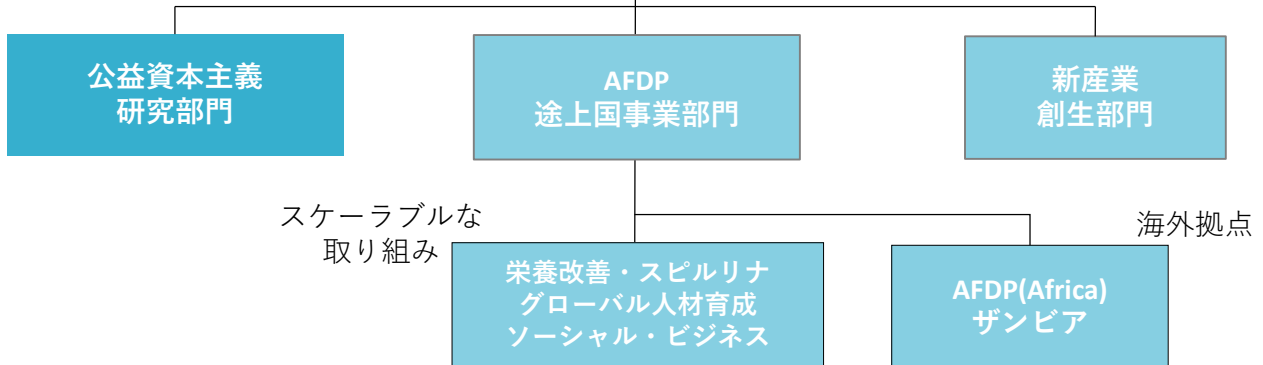 公益資本主義
研究部門
AFDP
途上国事業部門
新産業
創生部門
スケーラブルな
取り組み
海外拠点
栄養改善・スピルリナ
グローバル人材育成
ソーシャル・ビジネス
AFDP(Africa)
ザンビア